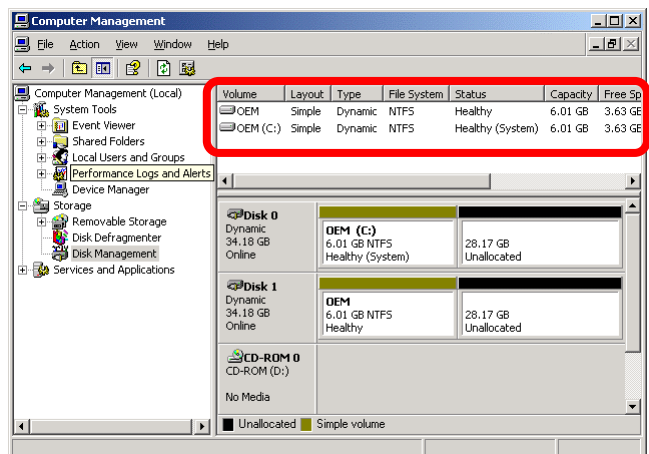 Computer Management
File Action View Window Help
Computer Management (Local)
System Tools
Event Viewer
Shared Folders
Local Users and Groups
Performance Logs and Alerts
Device Manager
Storage
Removable Storage
Disk Defragmenter
Disk Management
Services and Applications
Volume Layout Type File System Status Capacity Free Sp
OEM Simple Dynamic NTFS Healthy 6.01 GB 3.63 GB
OEM (C:) Simple Dynamic NTFS Healthy (System) 6.01 GB 3.63 GB
Disk 0
Dynamic
34.18 GB
Online
OEM (C:)
6.01 GB NTFS
Healthy (System)
28.17 GB
Unallocated
Disk 1
Dynamic
34.18 GB
Online
OEM
6.01 GB NTFS
Healthy
28.17 GB
Unallocated
CD-ROM 0
CD-ROM (D:)
No Media
Unallocated Simple volume